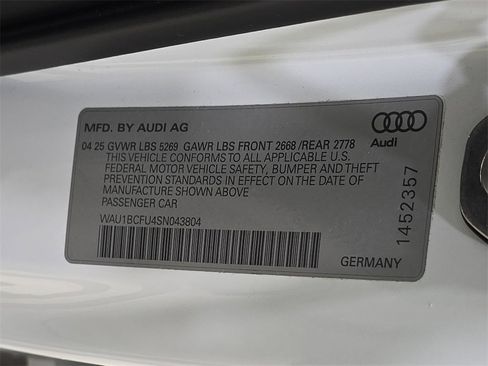 MFD. BY AUDI AG
04 25 GVWR LBS 5269 GAWR LBS FRONT 2668 /REAR 2778
THIS VEHICLE CONFORMS TO ALL APPLICABLE U.S.
FEDERAL MOTOR VEHICLE SAFETY, BUMPER AND THEFT
PREVENTION STANDARDS IN EFFECT ON THE DATE OF
MANUFACTURE SHOWN ABOVE
PASSENGER CAR
WAU1BCFU4SN043804
Audi
1452357
GERMANY